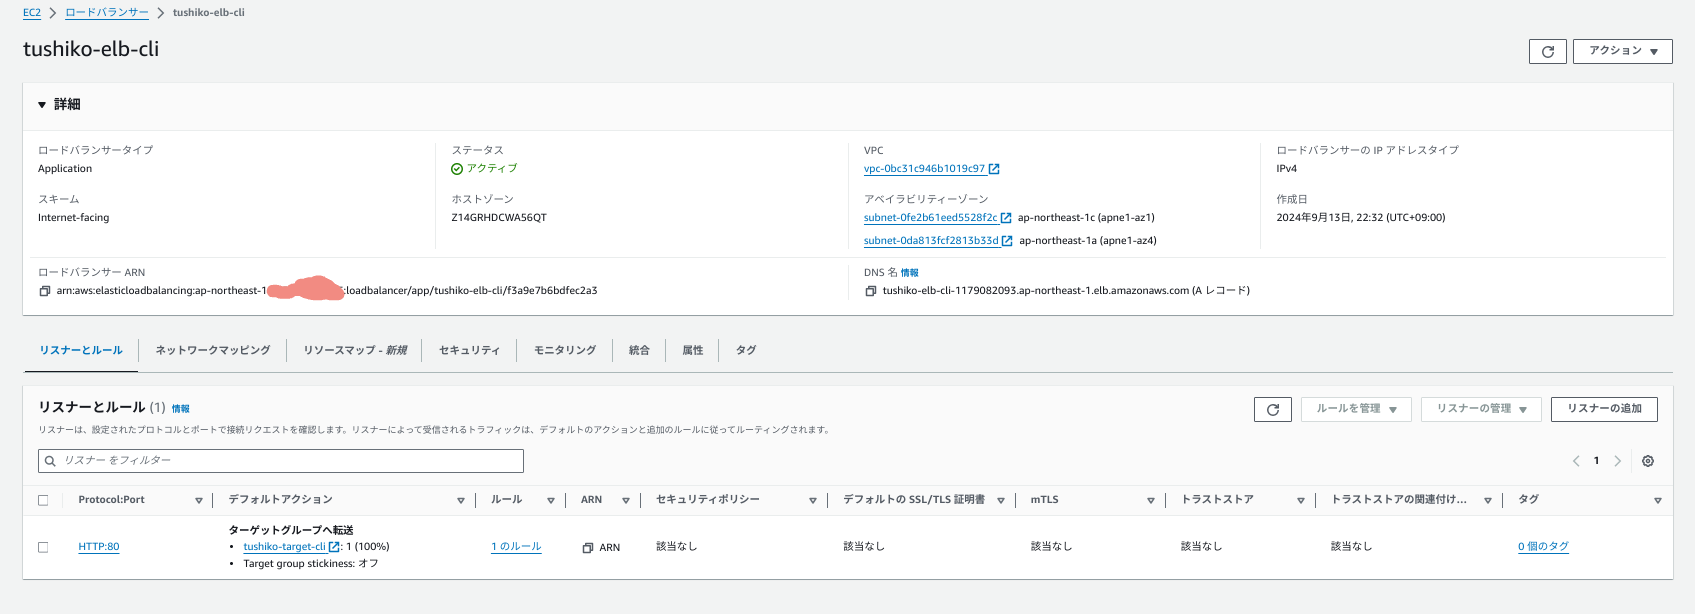 EC2 > ロードバランサー > tushiko-elb-cli
tushiko-elb-cli
アクション ▼
▼ 詳細
ロードバランサータイプ
Application
ステータス
アクティブ
VPC
vpc-0bc31c946b1019c97
ロードバランサーの IP アドレスタイプ
IPv4
スキーム
Internet-facing
ホストゾーン
Z14GRHDCWA56QT
アベイラビリティーゾーン
subnet-0fe2b61eed5528f2c ap-northeast-1c (apne1-az1)
subnet-0da813fcf2813b33d ap-northeast-1a (apne1-az4)
作成日
2024年9月13日, 22:32 (UTC+09:00)
ロードバランサー ARN
arn:aws:elasticloadbalancing:ap-northeast-1 :loadbalancer/app/tushiko-elb-cli/f3a9e7b6bdfec2a3
DNS 名 情報
tushiko-elb-cli-1179082093.ap-northeast-1.elb.amazonaws.com (A レコード)
リスナーとルール ネットワークマッピング リソースマップ - 新規 セキュリティ モニタリング 統合 属性 タグ
リスナーとルール (1) 情報
ルールを管理 ▼ リスナーの管理 ▼ リスナーの追加
リスナーは、設定されたプロトコルとポートで接続リクエストを確認します。リスナーによって受信されるトラフィックは、デフォルトのアクションと追加のルールに従ってルーティングされます。
リスナー をフィルター
< 1 >
Protocol:Port デフォルトアクション ルール ARN セキュリティポリシー デフォルトの SSL/TLS 証明書 mTLS トラストストア トラストストアの関連付け... タグ
ターゲットグループへ転送
HTTP:80 • tushiko-target-cli : 1 (100%) 1 のルール ARN 該当なし 該当なし 該当なし 該当なし 該当なし 0 個のタグ
• Target group stickiness: オフ